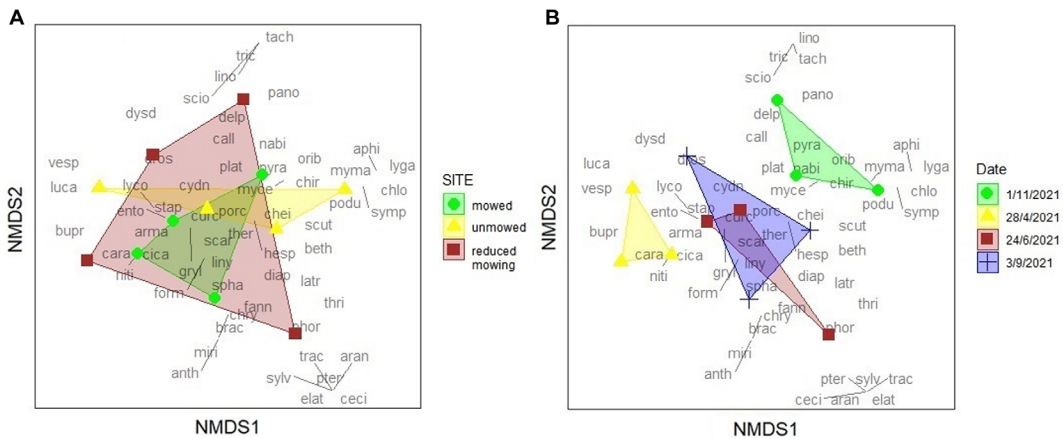 A
tach
tric
lino
scio
pano
dysd
delp
call
nabi
aphi
dros
plat
pyra
orib
myma
lyga
vesp
luca
lyco
cydn
myce
chir
chlo
podu
symp
ento
stap
curc
porc
chei
scut
arma
scar
ther
beth
bupr
cara
cica
hesp
niti
gryl
liny
diap
latr
form
spha
thri
fann
chry
brac
phor
miri
trac
aran
anth
sylv
pter
elat
ceci
NMDS1
NMDS2
SITE
mowed
unmowed
reduced
mowing
B
lino
tric
tach
scio
pano
delp
dysd
call
pyra
aphi
luca
dros
plat
nabi
orib
myma
lyga
vesp
lyco
cydn
myce
chir
chlo
podu
symp
ento
stap
curc
porc
chei
scut
bupr
arma
scar
ther
beth
cara
cica
hesp
niti
gryl
liny
diap
latr
form
spha
thri
fann
chry
brac
phor
miri
anth
pter
sylv
trac
ceci
aran
elat
NMDS1
NMDS2
Date
1/11/2021
28/4/2021
24/6/2021
3/9/2021